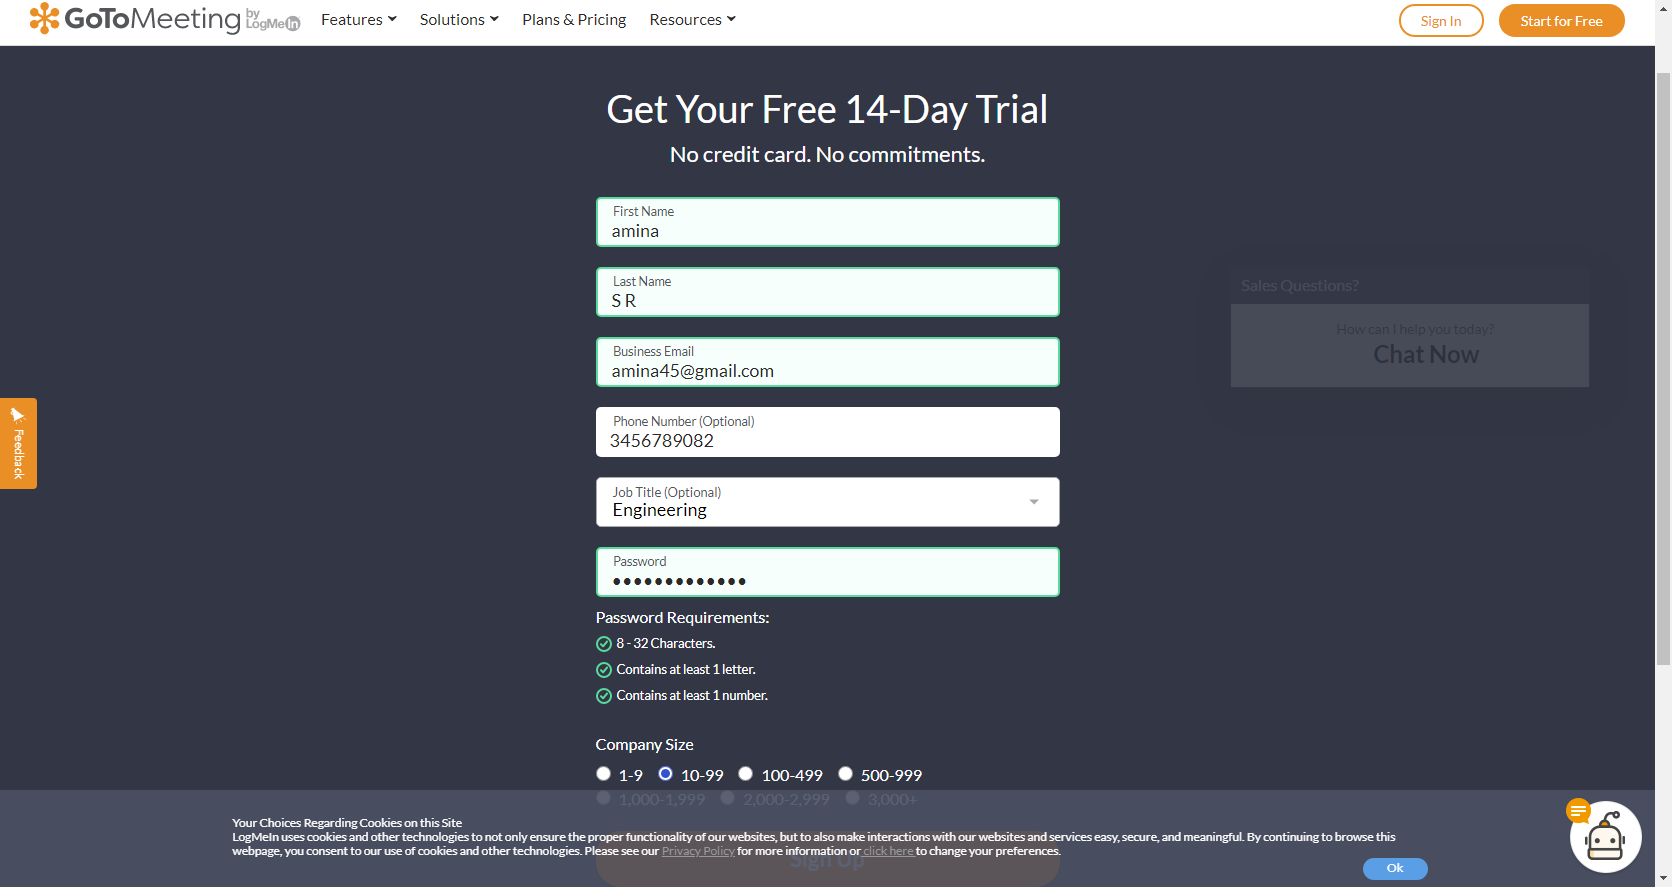 GoToMeeting by LogMeIn Features Solutions Plans & Pricing Resources Sign In Start for Free
Get Your Free 14-Day Trial
No credit card. No commitments.
First Name
amina
Last Name
S R
Sales Questions?
How can I help you today?
Chat Now
Business Email
amina45@gmail.com
Feedback
Phone Number (Optional)
3456789082
Job Title (Optional)
Engineering
Password
•••••••••••••
Password Requirements:
8 - 32 Characters.
Contains at least 1 letter.
Contains at least 1 number.
Company Size
1-9 10-99 100-499 500-999
1,000-1,999 2,000-2,999 3,000+
Your Choices Regarding Cookies on this Site
LogMeIn uses cookies and other technologies to not only ensure the proper functionality of our websites, but to also make interactions with our websites and services easy, secure, and meaningful. By continuing to browse this
webpage, you consent to our use of cookies and other technologies. Please see our Privacy Policy for more information or click here to change your preferences.
Sign Up
Ok